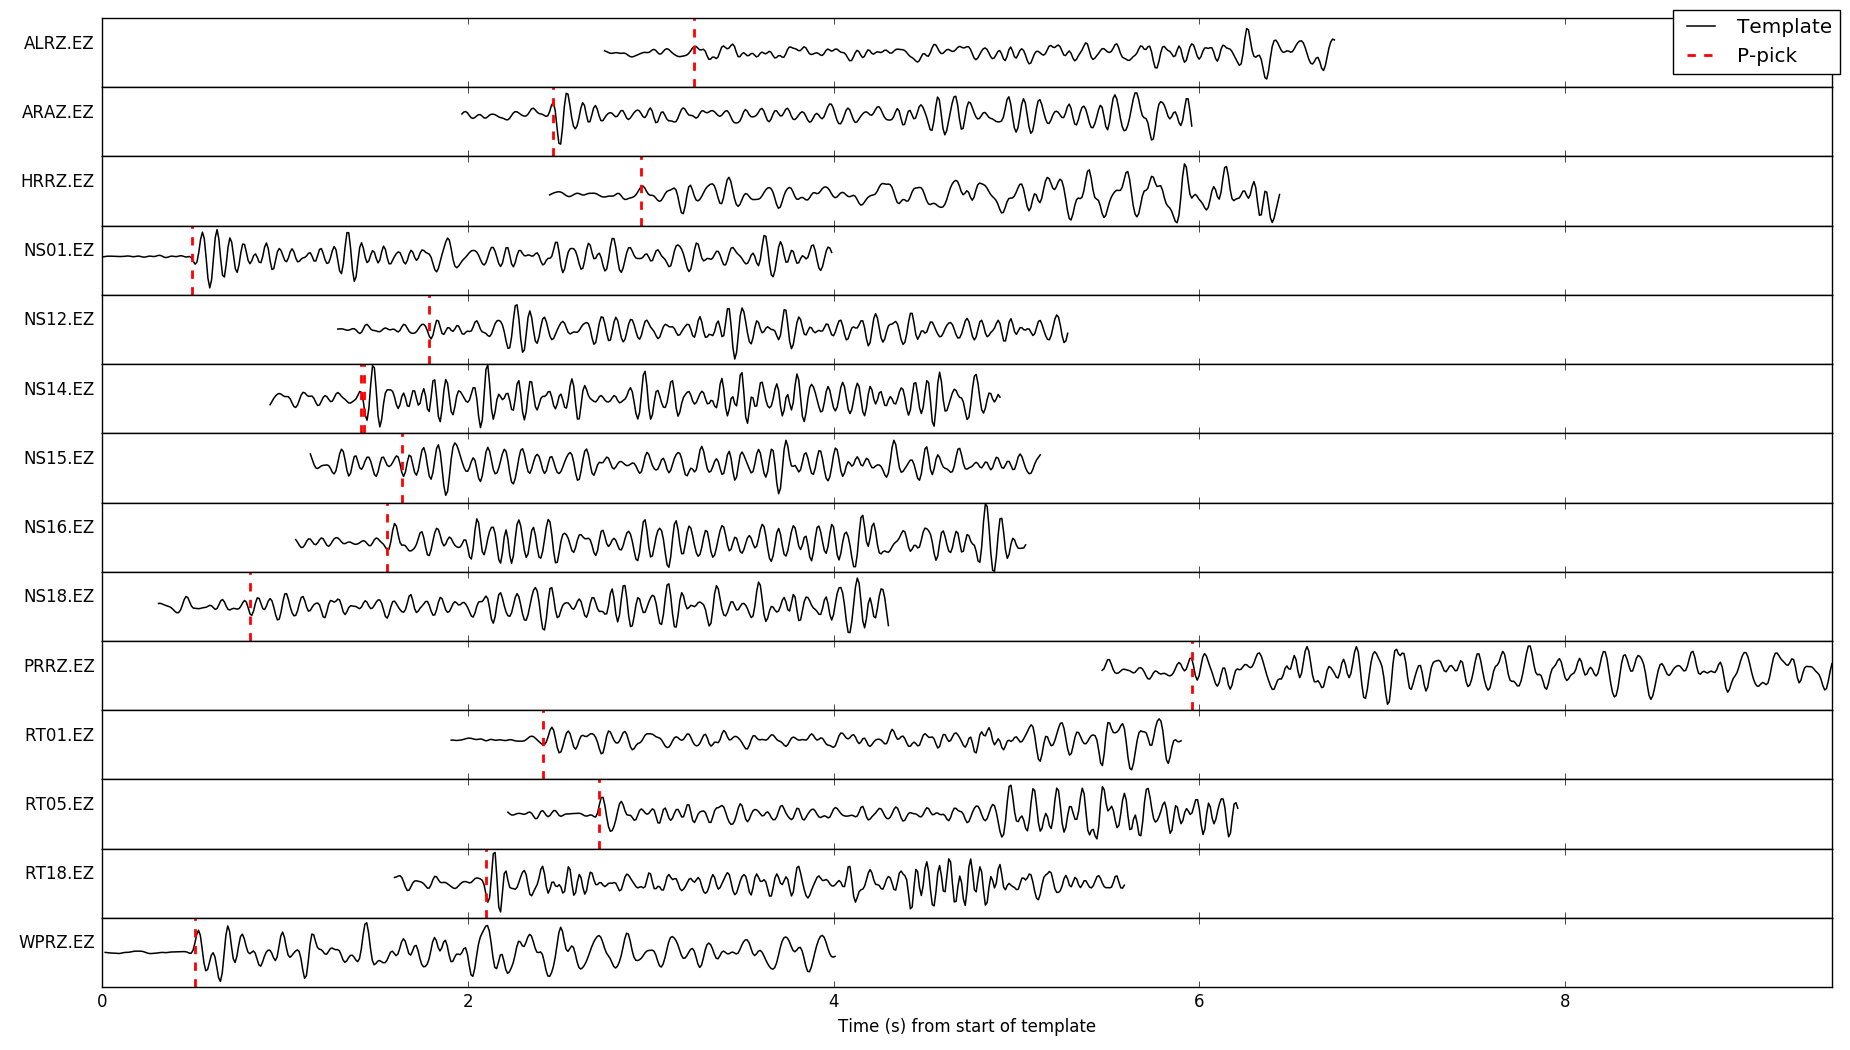 Template
P-pick
ALRZ.EZ
ARAZ.EZ
HRRZ.EZ
NS01.EZ
NS12.EZ
NS14.EZ
NS15.EZ
NS16.EZ
NS18.EZ
PRRZ.EZ
RT01.EZ
RT05.EZ
RT18.EZ
WPRZ.EZ
0 2 4 6 8
Time (s) from start of template